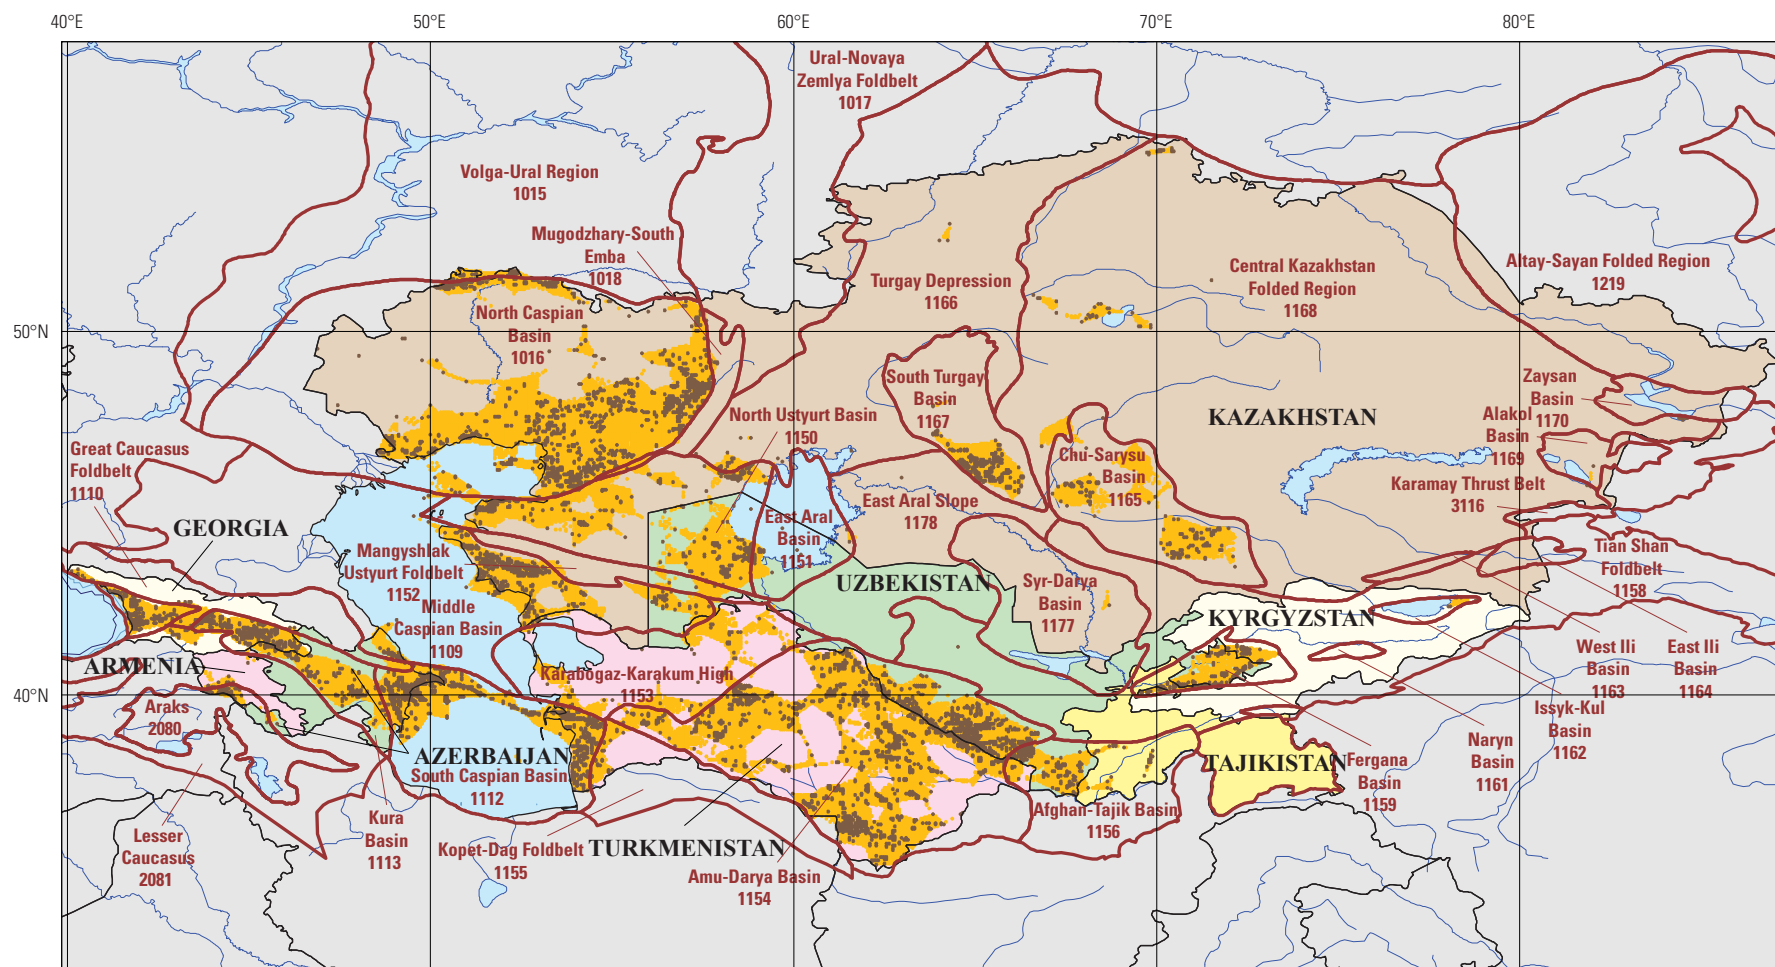 40°E
50°E
60°E
70°E
80°E
50°N
40°N
Ural-Novaya
Zemlya Foldbelt
1017
Volga-Ural Region
1015
Mugodzhary-South
Emba
1018
Turgay Depression
1166
Central Kazakhstan
Folded Region
1168
Altay-Sayan Folded Region
1219
North Caspian
Basin
1016
South Turgay
Basin
1167
Zaysan
Basin
1170
KAZAKHSTAN
Alakol
Basin
1169
North Ustyurt Basin
1150
Great Caucasus
Foldbelt
1110
Chu-Sarysu
Basin
1165
Karamay Thrust Belt
3116
East Aral Slope
1178
East Aral
Basin
1151
GEORGIA
Mangyshlak
Ustyurt Foldbelt
1152
Tian Shan
Foldbelt
1158
UZBEKISTAN
Syr-Darya
Basin
1177
Middle
Caspian Basin
1109
KYRGYZSTAN
West Ili
Basin
1163
East Ili
Basin
1164
ARMENIA
Karabogaz-Karakum High
1153
Araks
2080
Issyk-Kul
Basin
1162
Naryn
Basin
1161
AZERBAIJAN
South Caspian Basin
1112
TAJIKISTAN
Fergana
Basin
1159
Afghan-Tajik Basin
1156
Kura
Basin
1113
Lesser
Caucasus
2081
Kopet-Dag Foldbelt
1155
TURKMENISTAN
Amu-Darya Basin
1154